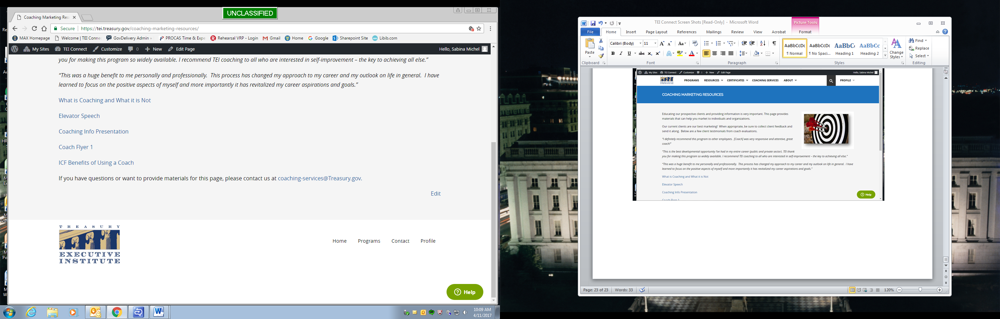 UNCLASSIFIED
Coaching Marketing Res
Secure https://tei.treasury.gov/coaching-marketing-resources/
MAX Homepage Welcome | TEI Conne GovDelivery Admin » PROCAS Time & Expe Rehearsal VRP - Login Gmail Home Google Sharepoint Site Libib.com
My Sites TEI Connect Customize 0 New Edit Page Hello, Sabina Michel
you for making this program so widely available. I recommend TEI coaching to all who are interested in self-improvement – the key to achieving all else.”
“This was a huge benefit to me personally and professionally.  This process has changed my approach to my career and my outlook on life in general.  I have
learned to focus on the positive aspects of myself and more importantly it has revitalized my career aspirations and goals.”
What is Coaching and What it is Not
Elevator Speech
Coaching Info Presentation
Coach Flyer 1
ICF Benefits of Using a Coach
If you have questions or want to provide materials for this page, please contact us at coaching-services@Treasury.gov.
Edit
TREASURY
EXECUTIVE
INSTITUTE
Home Programs Contact Profile
Help
10:09 AM
4/11/2017
TEI Connect Screen Shots [Read-Only] - Microsoft Word
Picture Tools
File Home Insert Page Layout References Mailings Review View Acrobat Format
Paste
Calibri (Body) 11
AaBbCcDc AaBbCcDc AaBbC AaBbCc
¶ Normal ¶ No Spaci... Heading 1 Heading 2
Change
Styles
Find
Replace
Select
Clipboard Font Paragraph Styles Editing
My Sites TEI Connect Customize 0 New Edit Page Hello, Sabina Michel
PROGRAMS RESOURCES CERTIFICATES COACHING SERVICES ABOUT PROFILE
COACHING MARKETING RESOURCES
Educating our prospective clients and providing information is very important. This page provides
materials that can help you market to individuals and organizations.
Our current clients are our best marketing!  When appropriate, be sure to collect client feedback and
send it along.  Below are a few client testimonials from coach evaluations.
“I definitely recommend this program to other employees.  [Coach] was very responsive and attentive, great
coach!”
“This is the best developmental opportunity I’ve had in my entire career (public and private sector). TEI thank
you for making this program so widely available. I recommend TEI coaching to all who are interested in self-improvement – the key to achieving all else.”
“This was a huge benefit to me personally and professionally.  This process has changed my approach to my career and my outlook on life in general.  I have
learned to focus on the positive aspects of myself and more importantly it has revitalized my career aspirations and goals.”
What is Coaching and What it is Not
Elevator Speech
Coaching Info Presentation
Coach Flyer 1
Help
Page: 23 of 23 Words: 33 120%